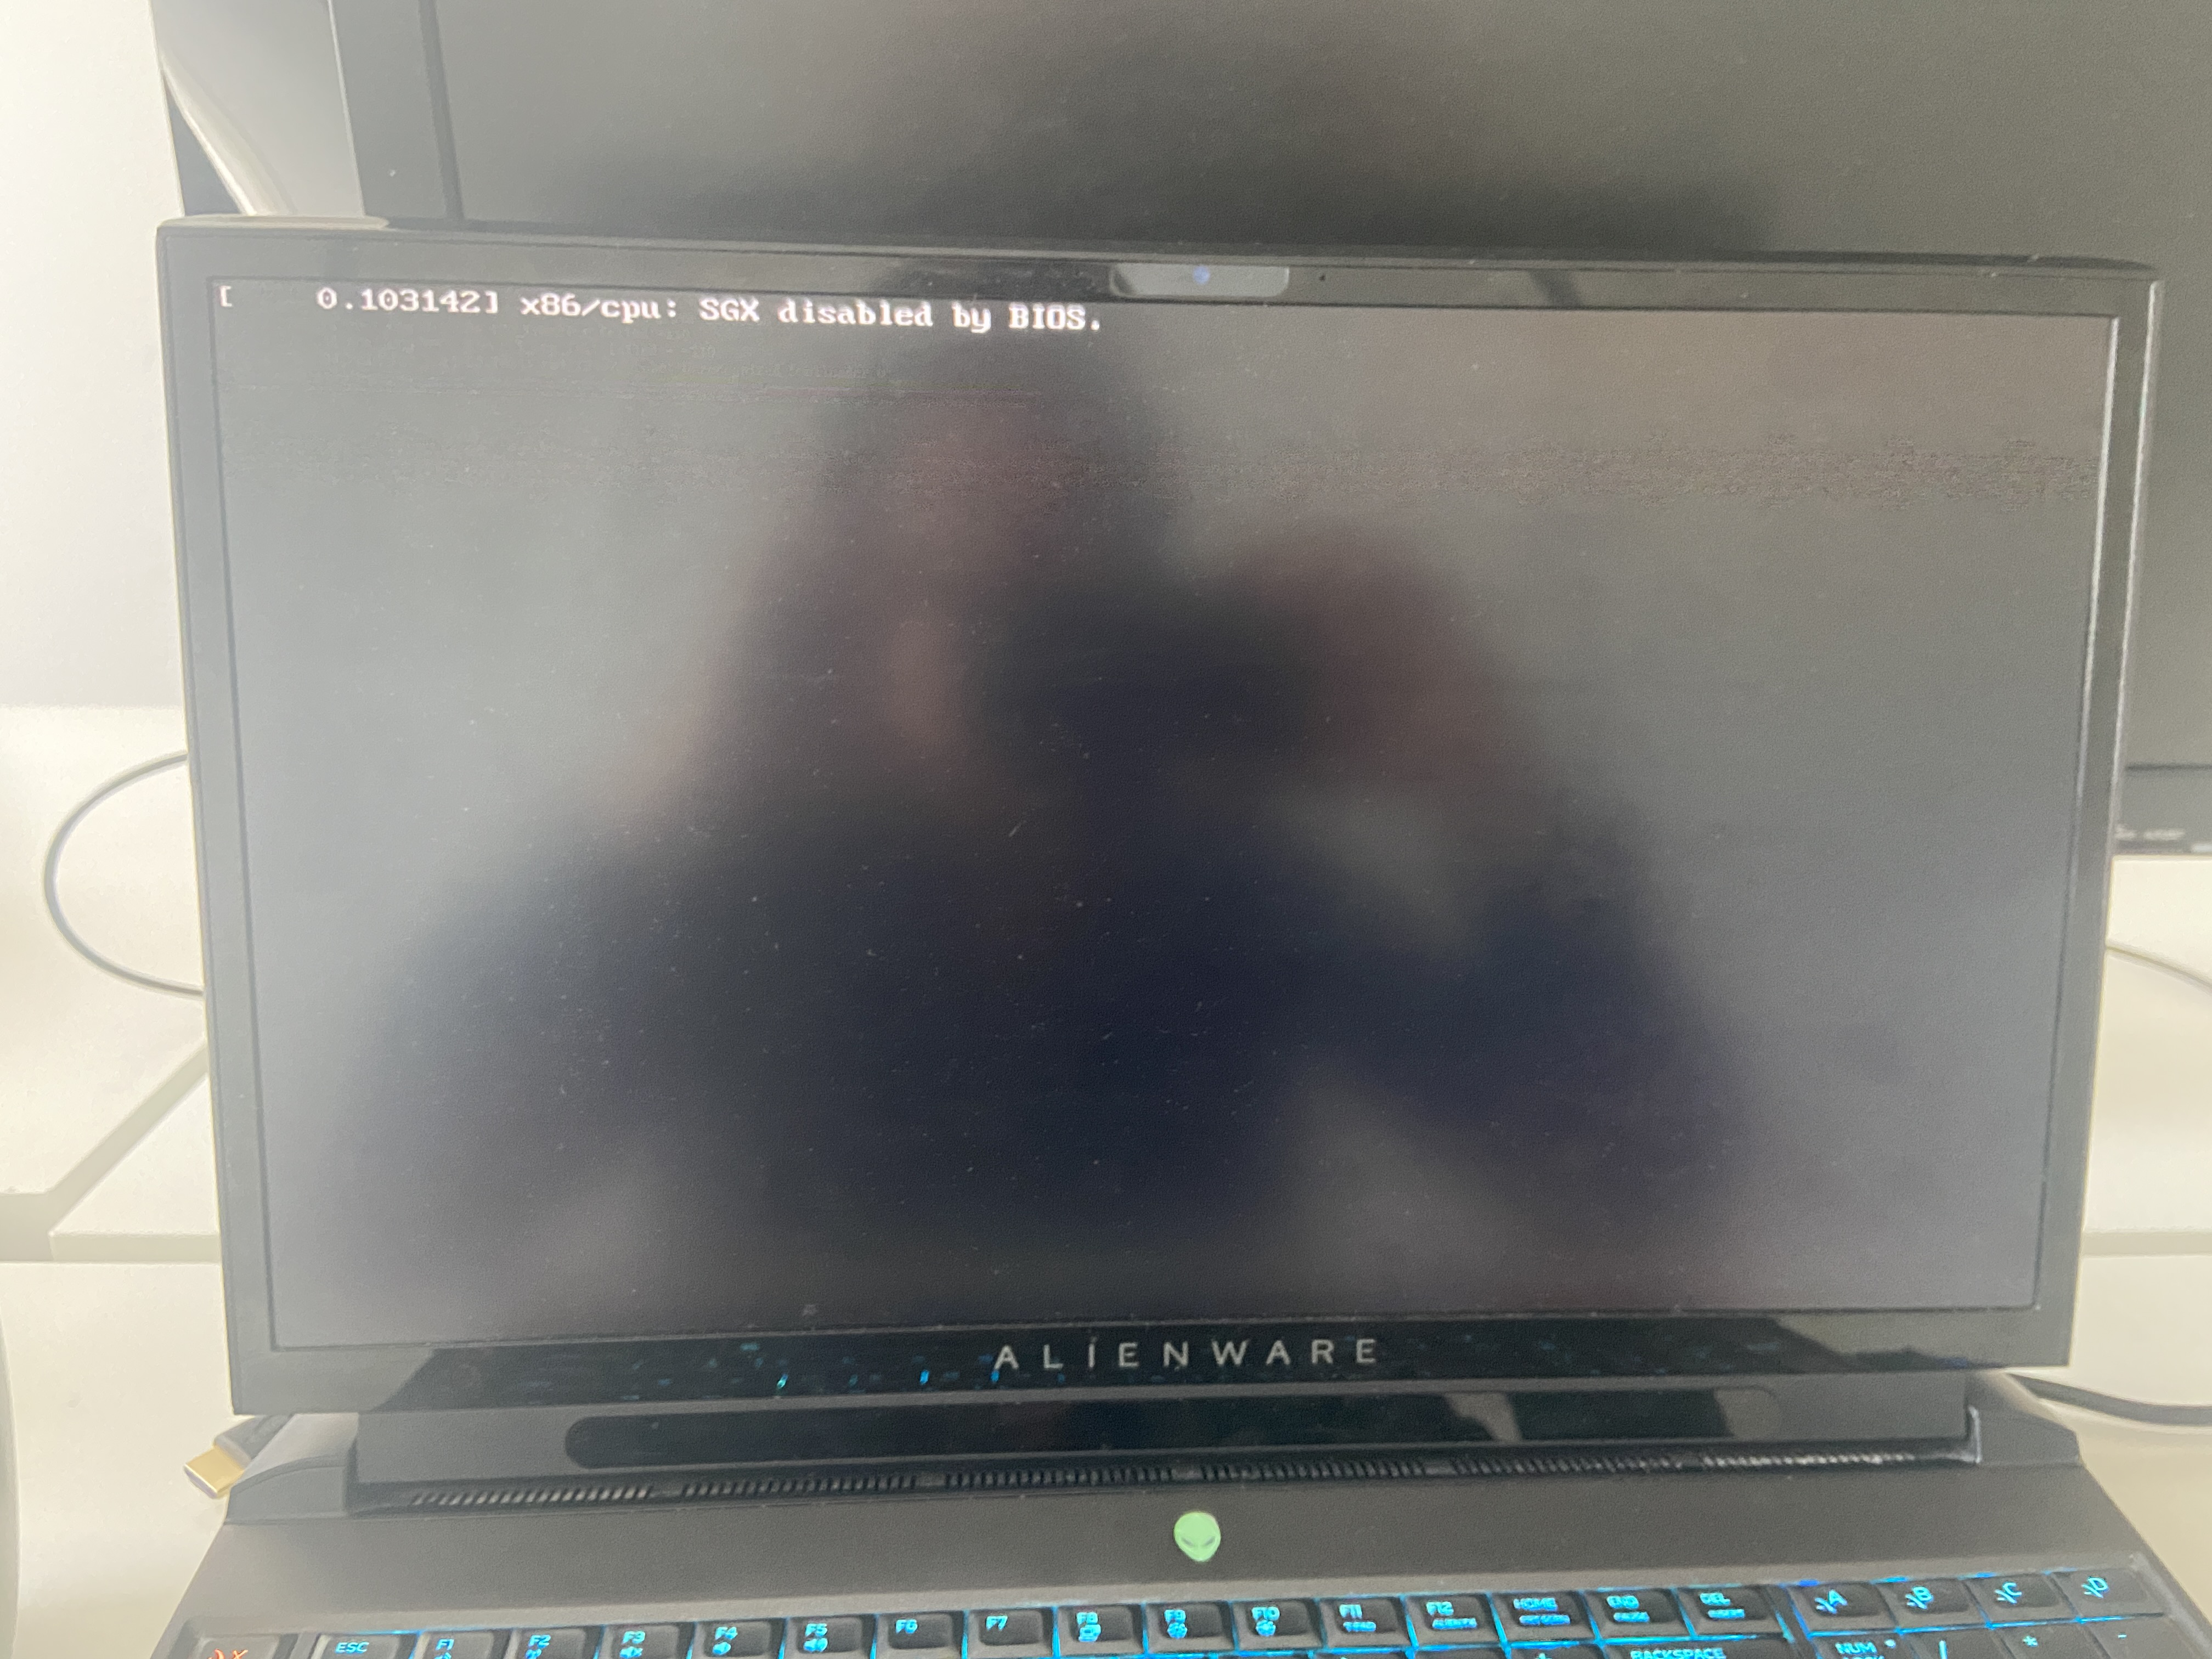 [    0.103142] x86/cpu: SGX disabled by BIOS.
ALIENWARE
ESC F1 F2 F3 F4 F5 F6 F7 F8 F9 F10 F11 F12 HOME END DEL A B C D
BACKSPACE NUM / * -